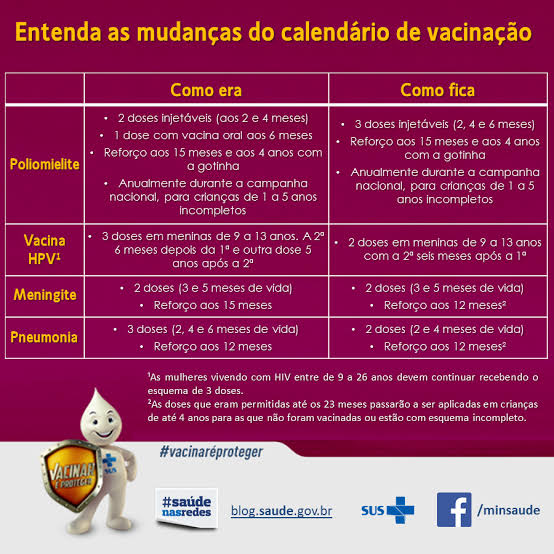 Entenda as mudanças do calendário de vacinação
Como era
Como fica
Poliomielite
• 2 doses injetáveis (aos 2 e 4 meses)
• 1 dose com vacina oral aos 6 meses
• Reforço aos 15 meses e aos 4 anos com
a gotinha
• Anualmente durante a campanha
nacional, para crianças de 1 a 5 anos
incompletos
• 3 doses injetáveis (2, 4 e 6 meses)
• Reforço aos 15 meses e aos 4 anos
com a gotinha
• Anualmente durante a campanha
nacional, para crianças de 1 a 5
anos incompletos
Vacina
HPV¹
• 3 doses em meninas de 9 a 13 anos. A 2ª
6 meses depois da 1ª e outra dose 5
anos após a 2ª
• 2 doses em meninas de 9 a 13 anos
com a 2ª seis meses após a 1ª
Meningite
• 2 doses (3 e 5 meses de vida)
• Reforço aos 15 meses
• 2 doses (3 e 5 meses de vida)
• Reforço aos 12 meses²
Pneumonia
• 3 doses (2, 4 e 6 meses de vida)
• Reforço aos 12 meses
• 2 doses (2 e 4 meses de vida)
• Reforço aos 12 meses²
¹As mulheres vivendo com HIV entre de 9 a 26 anos devem continuar recebendo o
esquema de 3 doses.
²As doses que eram permitidas até os 23 meses passarão a ser aplicadas em crianças
de até 4 anos para as que não foram vacinadas ou estão com esquema incompleto.
#vacinaréproteger
VACINAR
É PROTEGER
SUS
#saúde
nasredes
blog.saude.gov.br
SUS
f
/minsaude